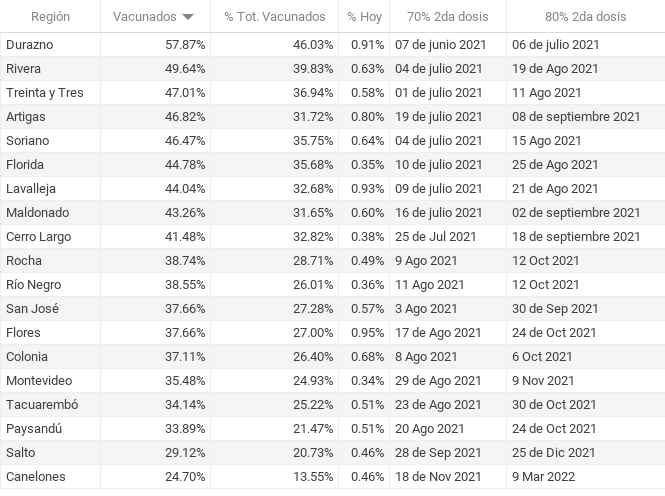 Región Vacunados % Tot. Vacunados % Hoy 70% 2da dosis 80% 2da dosis
Durazno 57.87% 46.03% 0.91% 07 de junio 2021 06 de julio 2021
Rivera 49.64% 39.83% 0.63% 04 de julio 2021 19 de Ago 2021
Treinta y Tres 47.01% 36.94% 0.58% 01 de julio 2021 11 Ago 2021
Artigas 46.82% 31.72% 0.80% 19 de julio 2021 08 de septiembre 2021
Soriano 46.47% 35.75% 0.64% 04 de julio 2021 15 Ago 2021
Florida 44.78% 35.68% 0.35% 10 de julio 2021 25 de Ago 2021
Lavalleja 44.04% 32.68% 0.93% 09 de julio 2021 21 de Ago 2021
Maldonado 43.26% 31.65% 0.60% 16 de julio 2021 02 de septiembre 2021
Cerro Largo 41.48% 32.82% 0.38% 25 de Jul 2021 18 de septiembre 2021
Rocha 38.74% 28.71% 0.49% 9 Ago 2021 12 Oct 2021
Río Negro 38.55% 26.01% 0.36% 11 Ago 2021 12 Oct 2021
San José 37.66% 27.28% 0.57% 3 Ago 2021 30 de Sep 2021
Flores 37.66% 27.00% 0.95% 17 de Ago 2021 24 de Oct 2021
Colonia 37.11% 26.40% 0.68% 8 Ago 2021 6 Oct 2021
Montevideo 35.48% 24.93% 0.34% 29 de Ago 2021 9 Nov 2021
Tacuarembó 34.14% 25.22% 0.51% 23 de Ago 2021 30 de Oct 2021
Paysandú 33.89% 21.47% 0.51% 20 Ago 2021 24 de Oct 2021
Salto 29.12% 20.73% 0.46% 28 de Sep 2021 25 de Dic 2021
Canelones 24.70% 13.55% 0.46% 18 de Nov 2021 9 Mar 2022